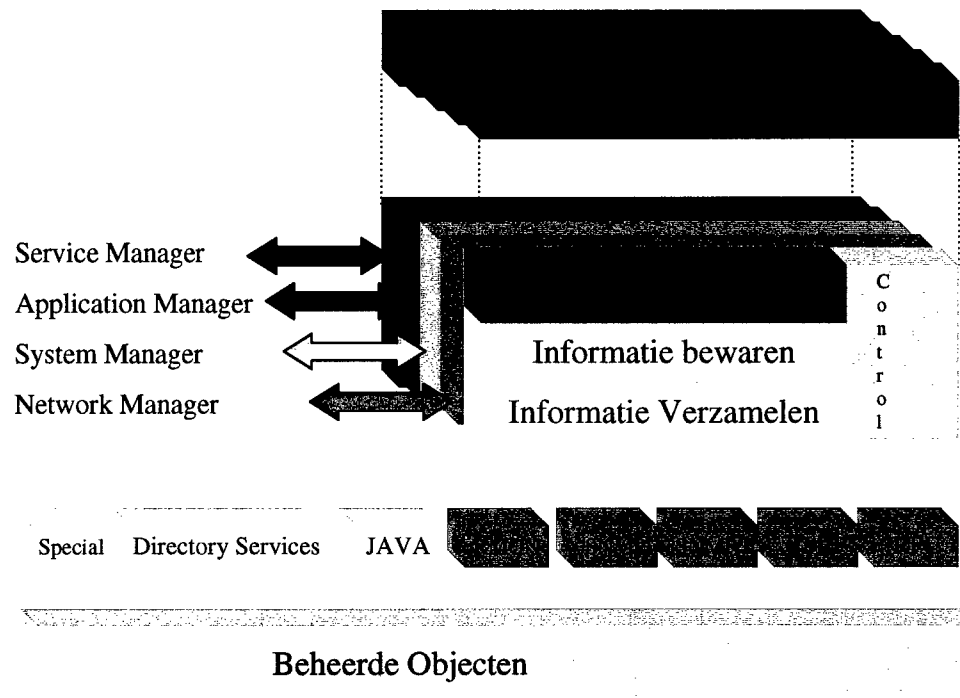 Service Manager
Application Manager
System Manager
Network Manager
Informatie bewaren
Informatie Verzamelen
Control
Special
Directory Services
JAVA
Beheerde Objecten